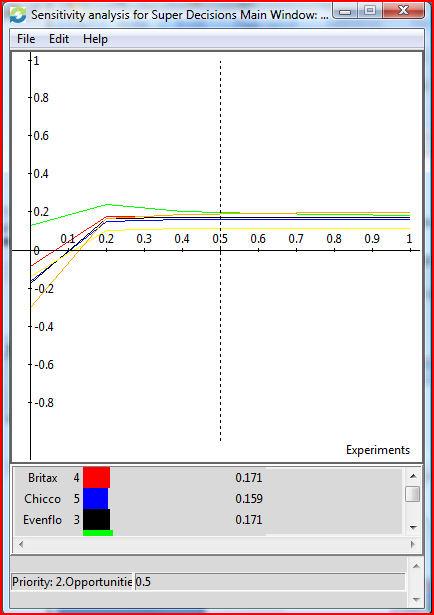 Sensitivity analysis for Super Decisions Main Window: ...
File Edit Help
1
0.8
0.6
0.4
0.2
0
0.1 0.2 0.3 0.4 0.5 0.6 0.7 0.8 0.9 1
-0.2
-0.4
-0.6
-0.8
Experiments
Britax 4 0.171
Chicco 5 0.159
Evenflo 3 0.171
Priority: 2.Opportunitie 0.5